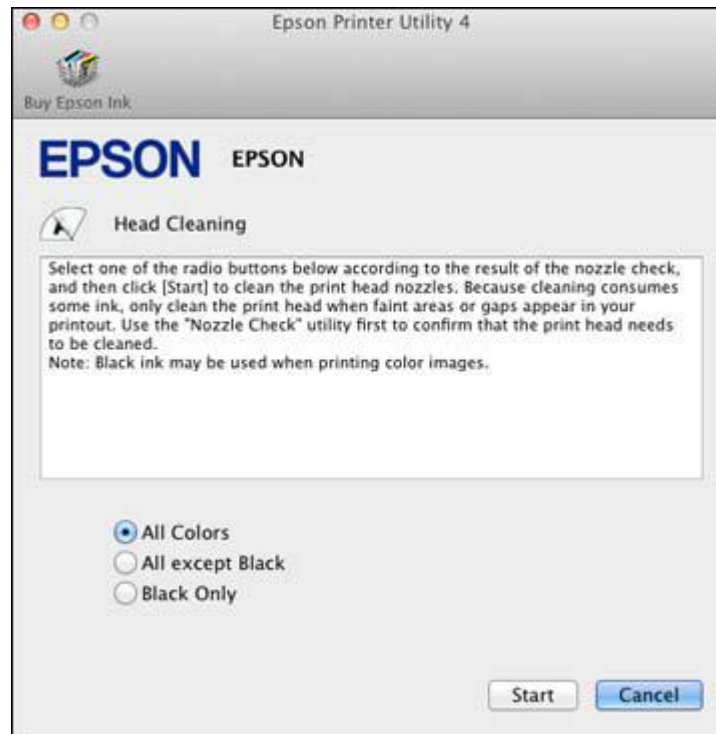 Epson Printer Utility 4
Buy Epson Ink
EPSON EPSON
Head Cleaning
Select one of the radio buttons below according to the result of the nozzle check,
and then click [Start] to clean the print head nozzles. Because cleaning consumes
some ink, only clean the print head when faint areas or gaps appear in your
printout. Use the "Nozzle Check" utility first to confirm that the print head needs
to be cleaned.
Note: Black ink may be used when printing color images.
All Colors
All except Black
Black Only
Start Cancel